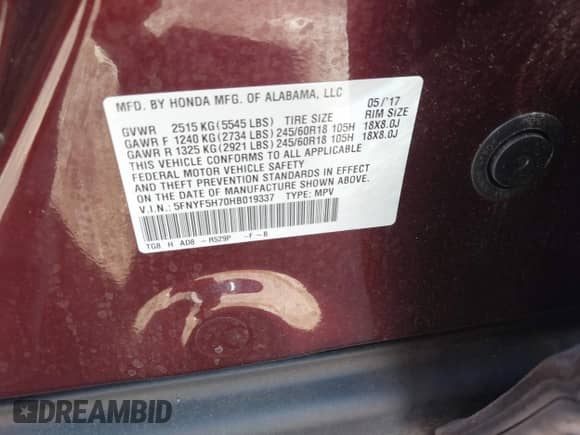 MFD. BY HONDA MFG. OF ALABAMA, LLC 05/'17
GVWR 2515 KG(5545 LBS) TIRE SIZE RIM SIZE
GAWR F 1240 KG(2734 LBS) 245/60R18 105H 18X8.0J
GAWR R 1325 KG(2921 LBS) 245/60R18 105H 18X8.0J
THIS VEHICLE CONFORMS TO ALL APPLICABLE
FEDERAL MOTOR VEHICLE SAFETY
AND THEFT PREVENTION STANDARDS IN EFFECT
ON THE DATE OF MANUFACTURE SHOWN ABOVE.
V.I.N.: 5FNYF5H70HB019337 TYPE: MPV
TG8 H AD8 - R529P -F-B
DREAMBID